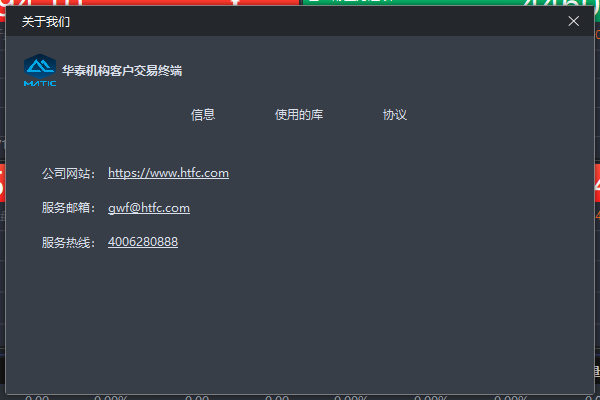 关于我们
MATIC
华泰机构客户交易终端
信息 使用的库 协议
公司网站： https://www.htfc.com
服务邮箱： gwf@htfc.com
服务热线： 4006280888